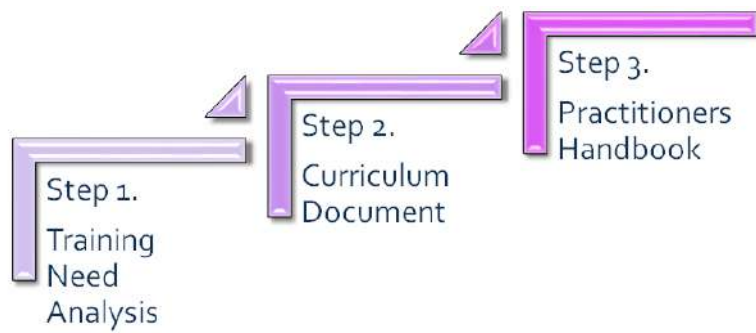 Step 1.
Training
Need
Analysis
Step 2.
Curriculum
Document
Step 3.
Practitioners
Handbook